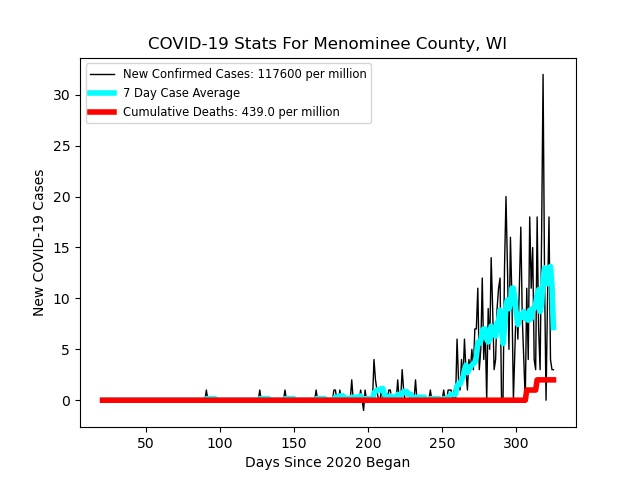 COVID-19 Stats For Menominee County, WI
New Confirmed Cases: 117600 per million
7 Day Case Average
Cumulative Deaths: 439.0 per million
New COVID-19 Cases
30
25
20
15
10
5
0
50 100 150 200 250 300
Days Since 2020 Began